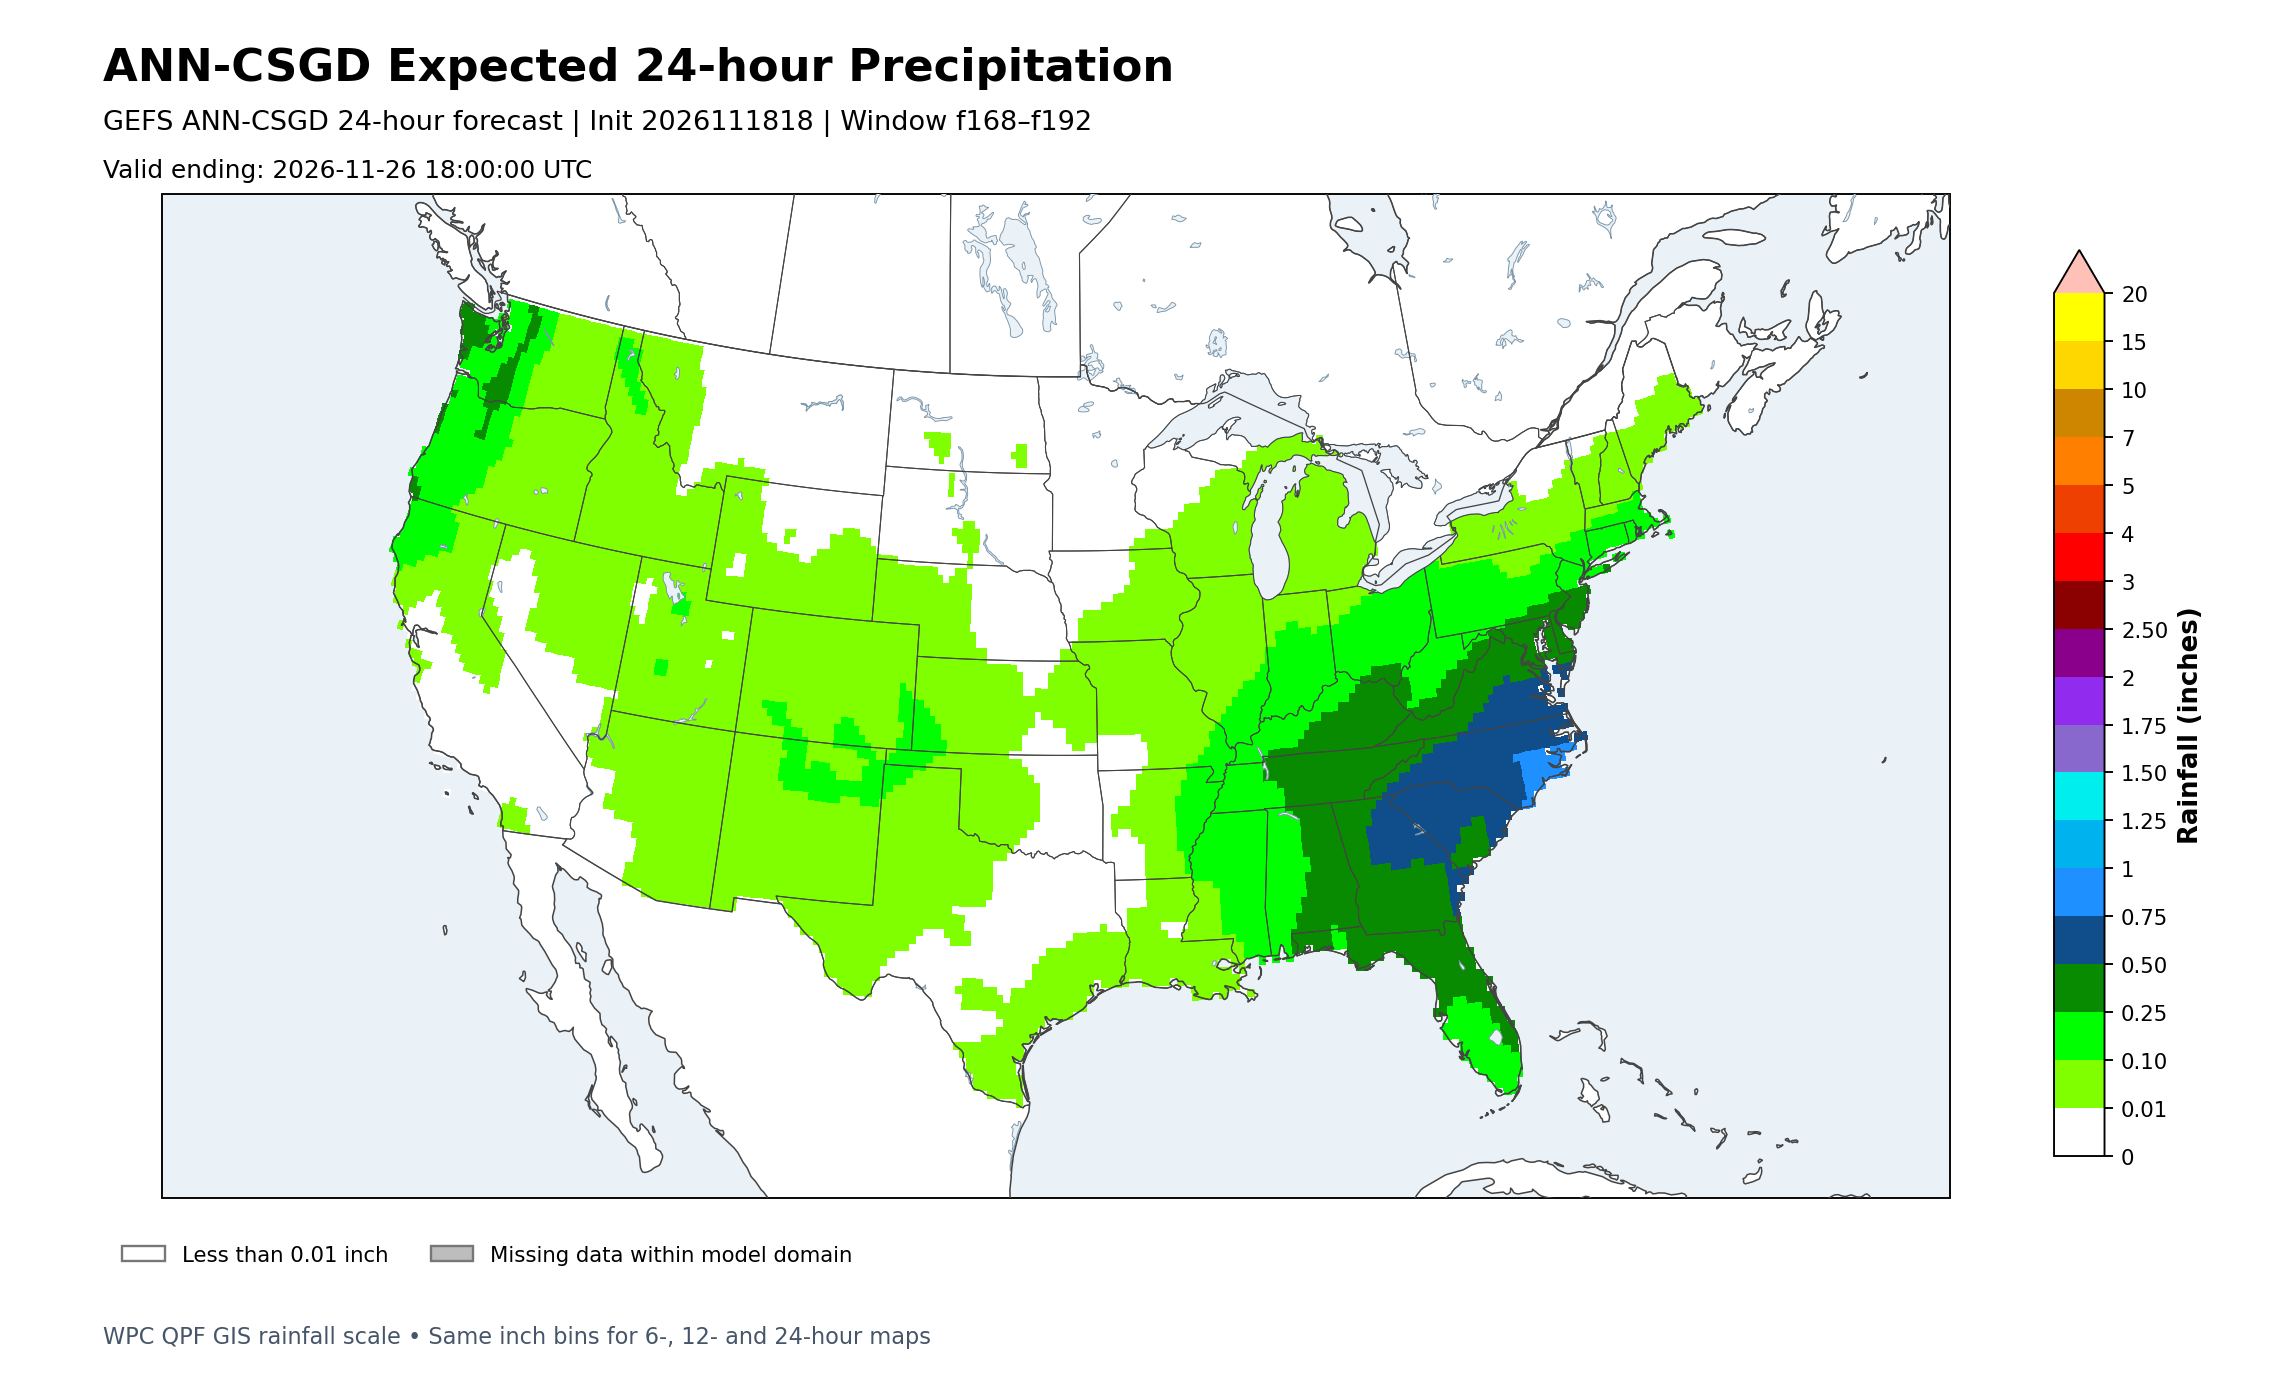 ANN-CSGD Expected 24-hour Precipitation
GEFS ANN-CSGD 24-hour forecast | Init 2026111818 | Window f168–f192
Valid ending: 2026-11-26 18:00:00 UTC
20
15
10
7
5
4
3
2.50
2
1.75
1.50
1.25
1
0.75
0.50
0.25
0.10
0.01
0
Rainfall (inches)
Less than 0.01 inch
Missing data within model domain
WPC QPF GIS rainfall scale • Same inch bins for 6-, 12- and 24-hour maps